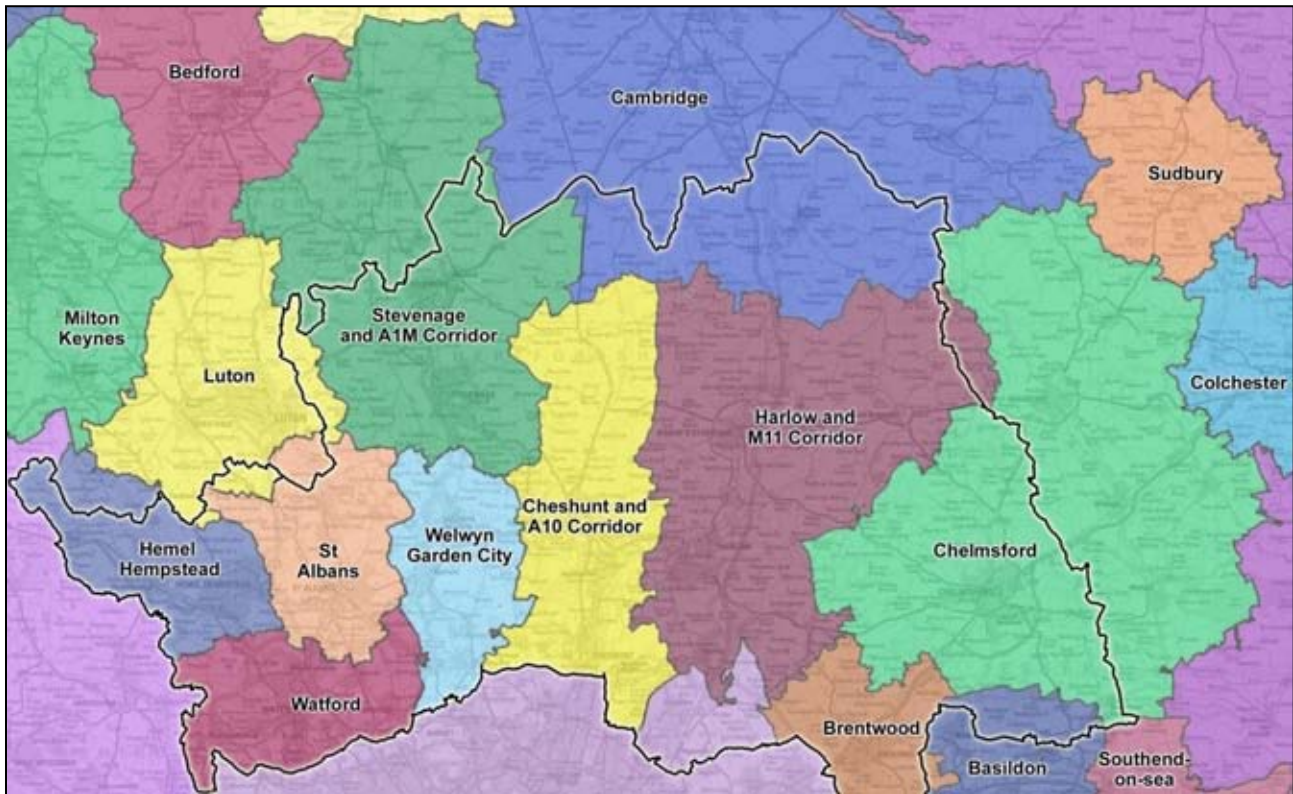 Bedford
Cambridge
Sudbury
Milton
Keynes
Stevenage
and A1M Corridor
Luton
Colchester
Harlow and
M11 Corridor
Cheshunt and
A10 Corridor
Welwyn
Garden City
Hemel
Hempstead
St
Albans
Chelmsford
Watford
Brentwood
Basildon
Southend-
on-sea